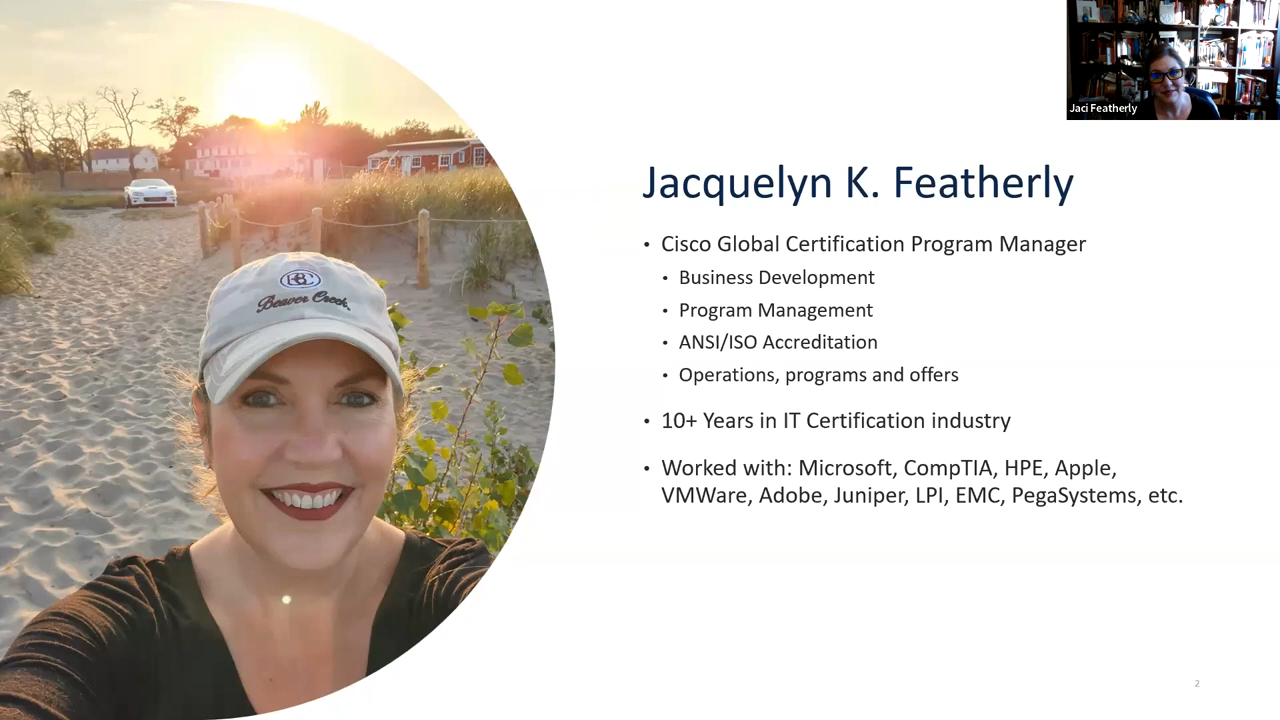 Jaci Featherly
Jacquelyn K. Featherly
• Cisco Global Certification Program Manager
• Business Development
• Program Management
• ANSI/ISO Accreditation
• Operations, programs and offers
• 10+ Years in IT Certification industry
• Worked with: Microsoft, CompTIA, HPE, Apple,
VMWare, Adobe, Juniper, LPI, EMC, PegaSystems, etc.
BC
Beaver Creek
2